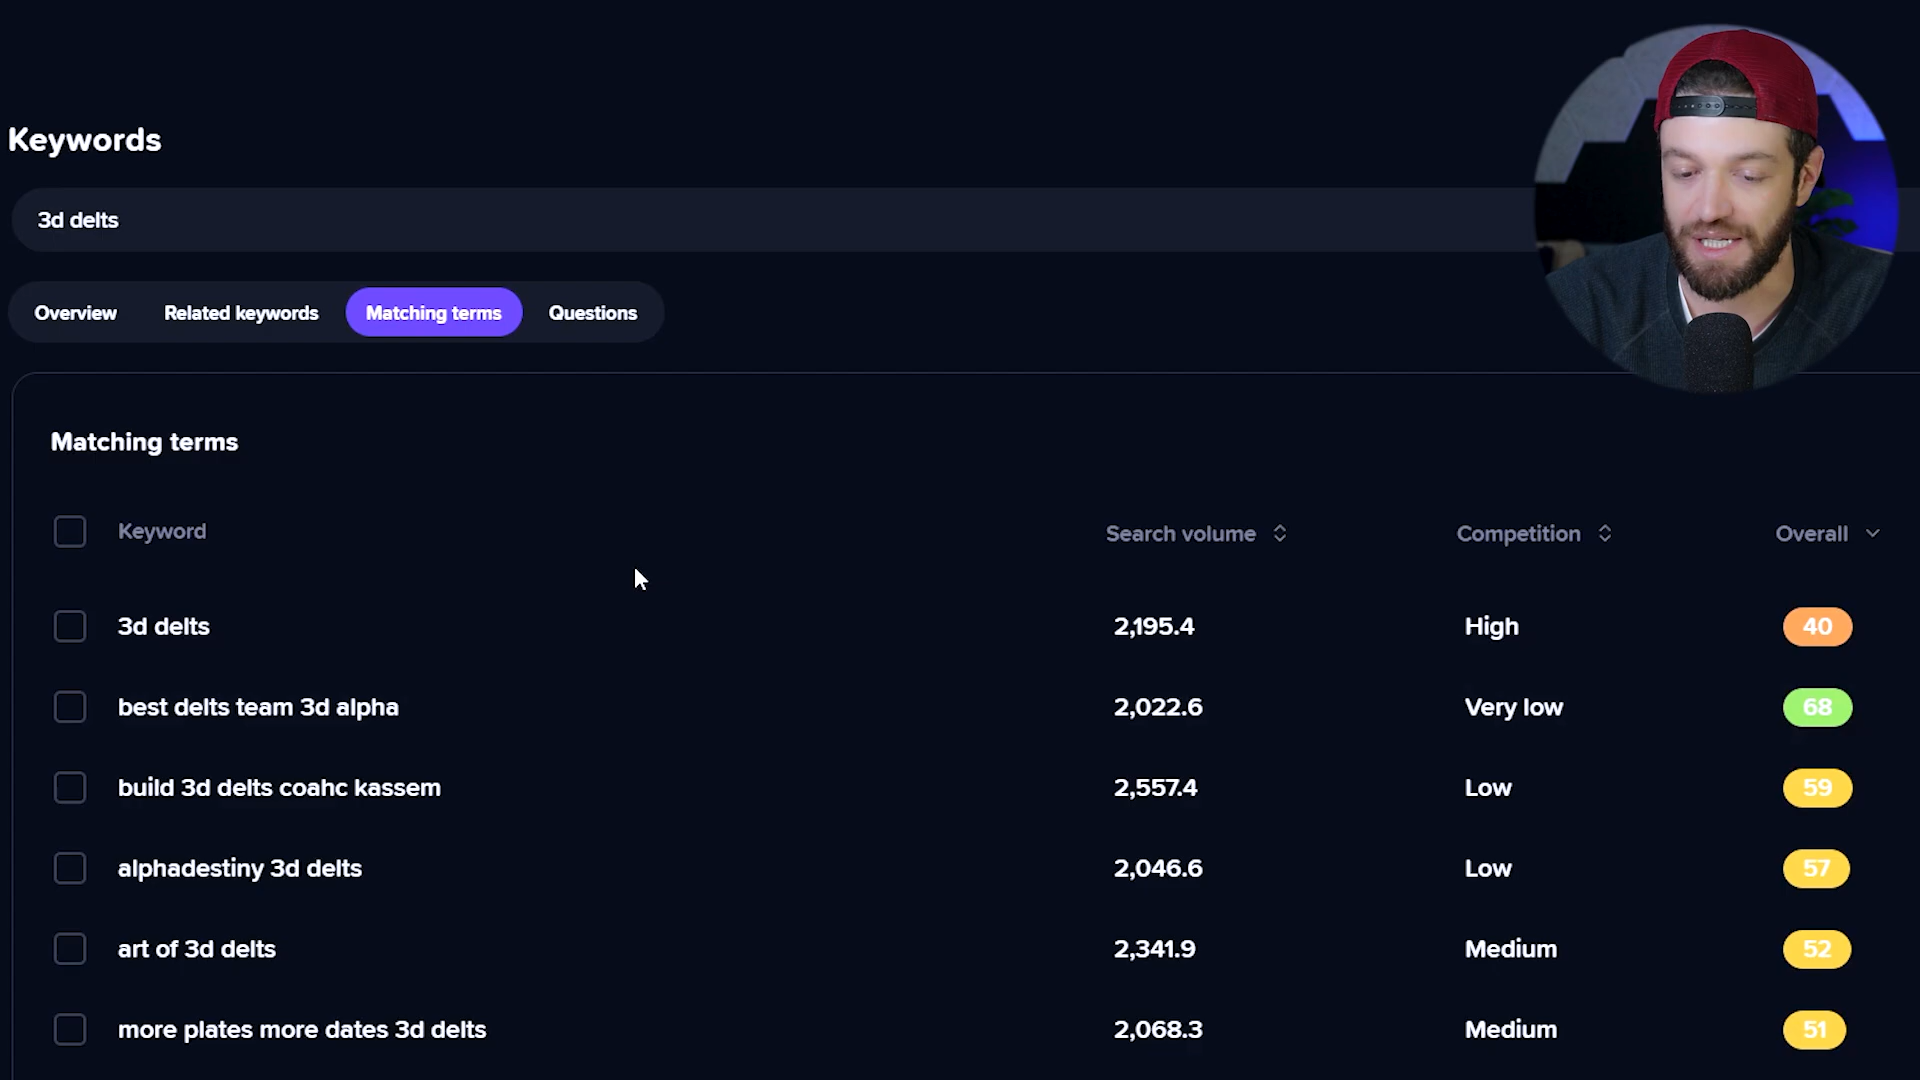 Keywords
3d delts
Overview Related keywords Matching terms Questions
Matching terms
Keyword Search volume Competition Overall
3d delts 2,195.4 High 40
best delts team 3d alpha 2,022.6 Very low 68
build 3d delts coahc kassem 2,557.4 Low 59
alphadestiny 3d delts 2,046.6 Low 57
art of 3d delts 2,341.9 Medium 52
more plates more dates 3d delts 2,068.3 Medium 51